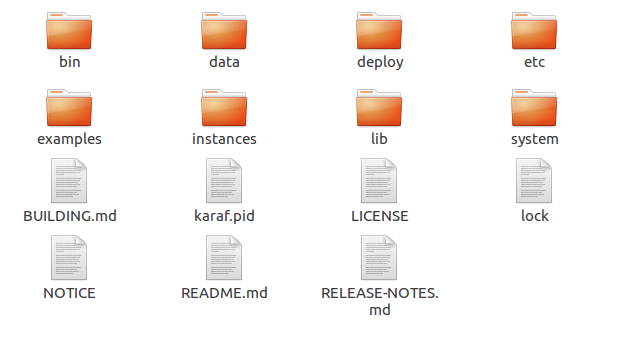 bin
data
deploy
etc
examples
instances
lib
system
BUILDING.md
karaf.pid
LICENSE
lock
NOTICE
README.md
RELEASE-NOTES.
md